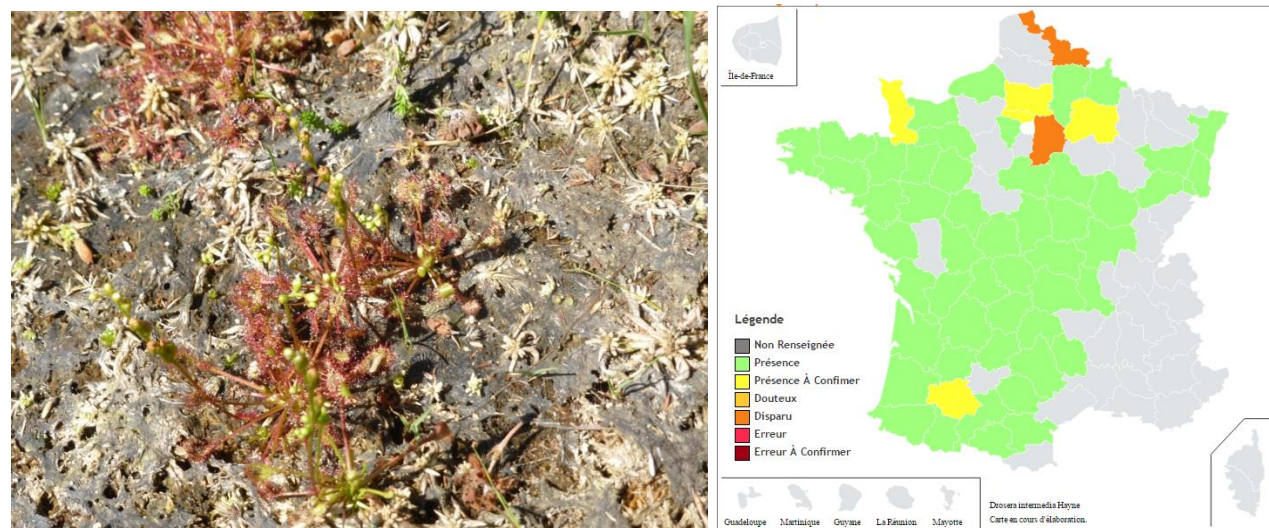 Île-de-France
Légende
Non Renseignée
Présence
Présence À Confimer
Douteux
Disparu
Erreur
Erreur À Confirmer
Guadeloupe Martinique Guyane La Réunion Mayotte
Drosera intermedia Hayne
Carte en cours d'élaboration.